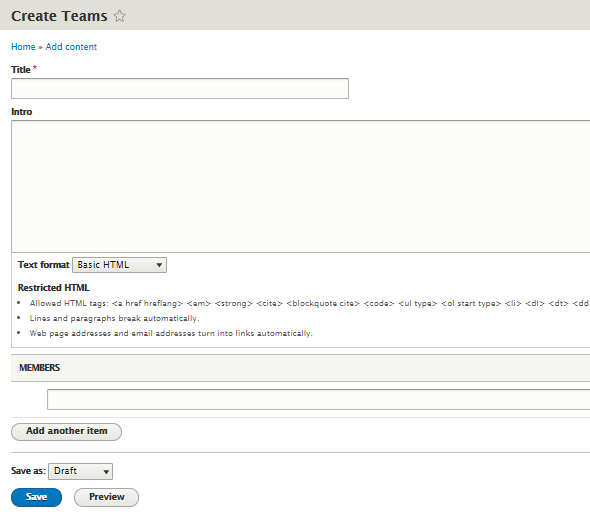 Create Teams
Home » Add content
Title *
Intro
Text format Basic HTML
Restricted HTML
• Allowed HTML tags: <a href hreflang> <em> <strong> <cite> <blockquote cite> <code> <ul type> <ol start type> <li> <dl> <dt> <dd
• Lines and paragraphs break automatically.
• Web page addresses and email addresses turn into links automatically.
MEMBERS
Add another item
Save as: Draft
Save Preview